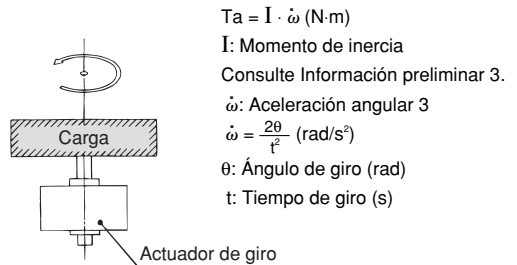 Ta = I · ω̇ (N·m)
I: Momento de inercia
Consulte Información preliminar 3.
ω̇: Aceleración angular 3
ω̇ = 2θ / t² (rad/s²)
θ: Ángulo de giro (rad)
t: Tiempo de giro (s)
Carga
Actuador de giro